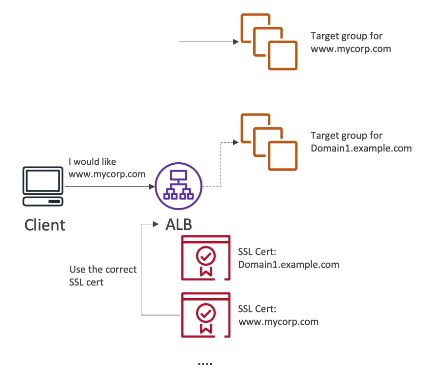 Target group for
www.mycorp.com
Target group for
Domain1.example.com
I would like
www.mycorp.com
Client
ALB
SSL Cert:
Domain1.example.com
Use the correct
SSL cert
SSL Cert:
www.mycorp.com
....